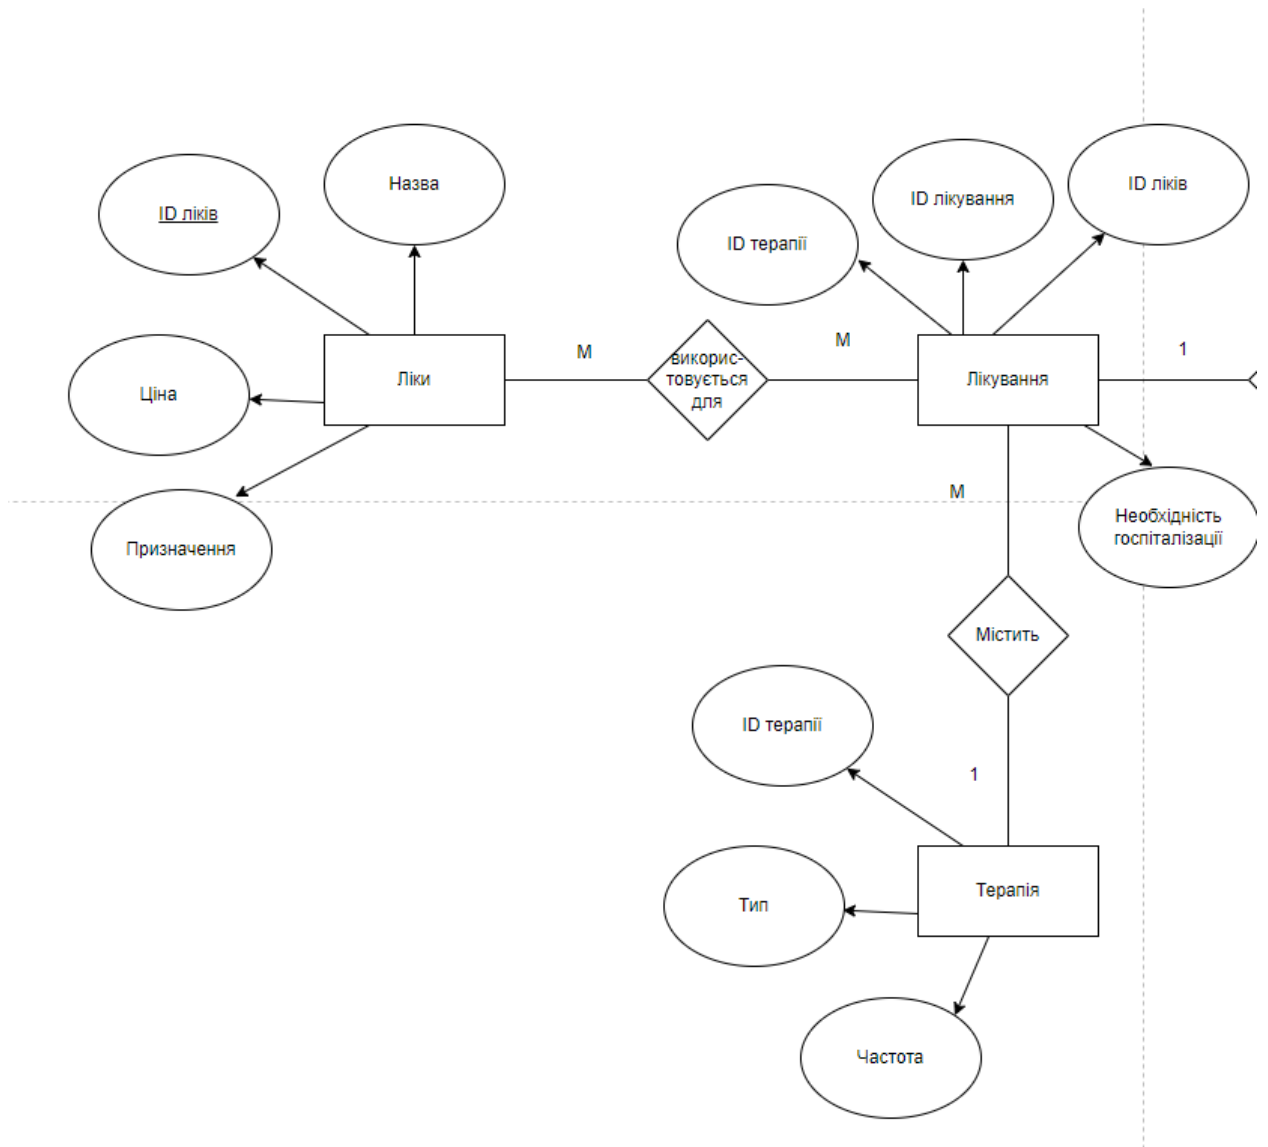 Назва
ID ліків
ID лікування
ID ліків
ID терапії
М
викорис-
товується
для
М
1
Ліки
Лікування
Ціна
М
Необхідність
госпіталізації
Призначення
Містить
ID терапії
1
Терапія
Тип
Частота